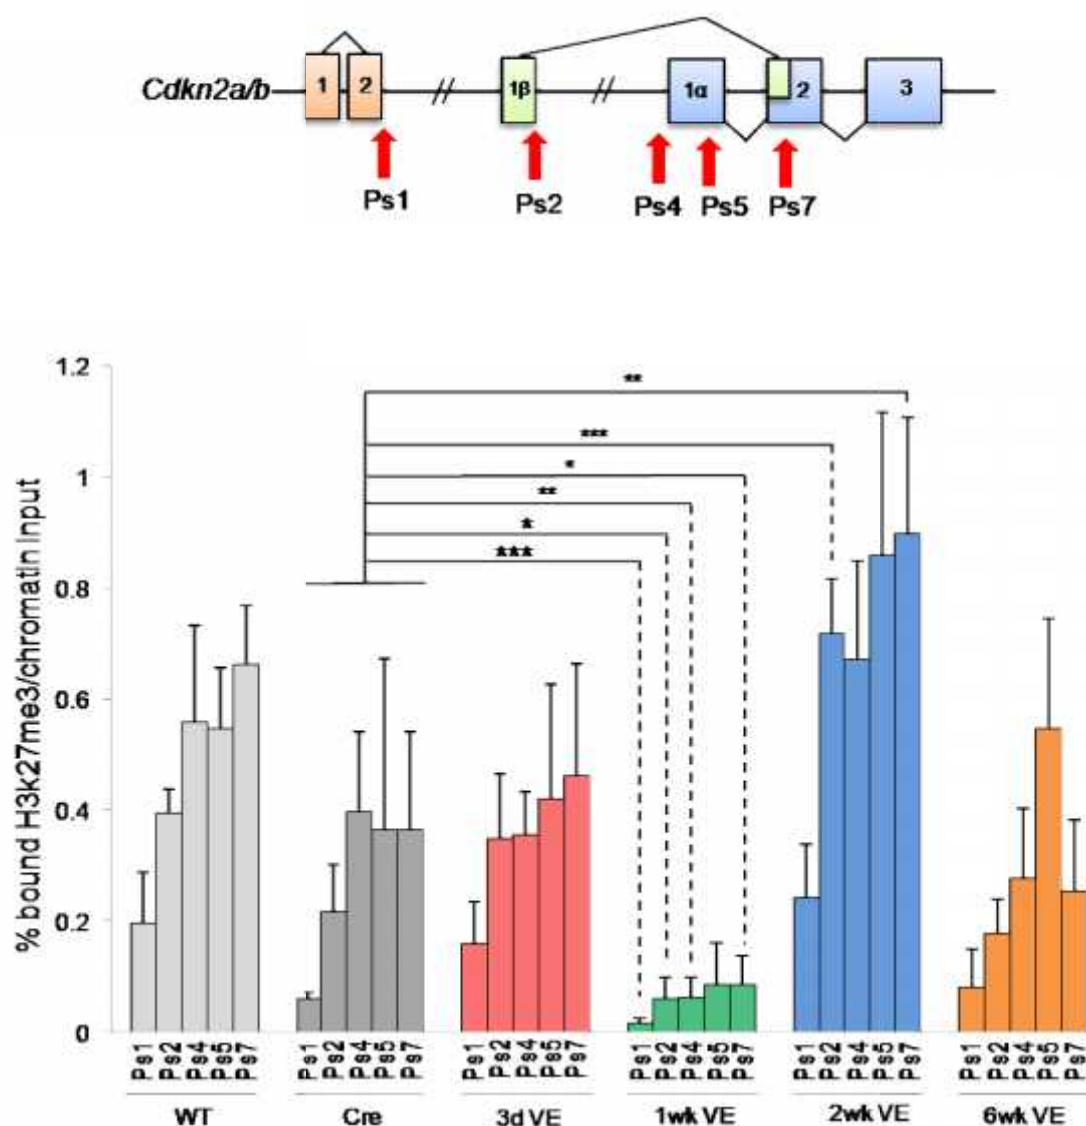 Cdkn2a/b 1 2 // 1β // 1α 2 3
Ps1 Ps2 Ps4 Ps5 Ps7
% bound H3k27me3/chromatin Input
1.2
1
0.8
0.6
0.4
0.2
0
**
***
*
**
*
***
Ps1 Ps2 Ps4 Ps5 Ps7 Ps1 Ps2 Ps4 Ps5 Ps7 Ps1 Ps2 Ps4 Ps5 Ps7 Ps1 Ps2 Ps4 Ps5 Ps7 Ps1 Ps2 Ps4 Ps5 Ps7 Ps1 Ps2 Ps4 Ps5 Ps7
WT Cre 3d VE 1wk VE 2wk VE 6wk VE